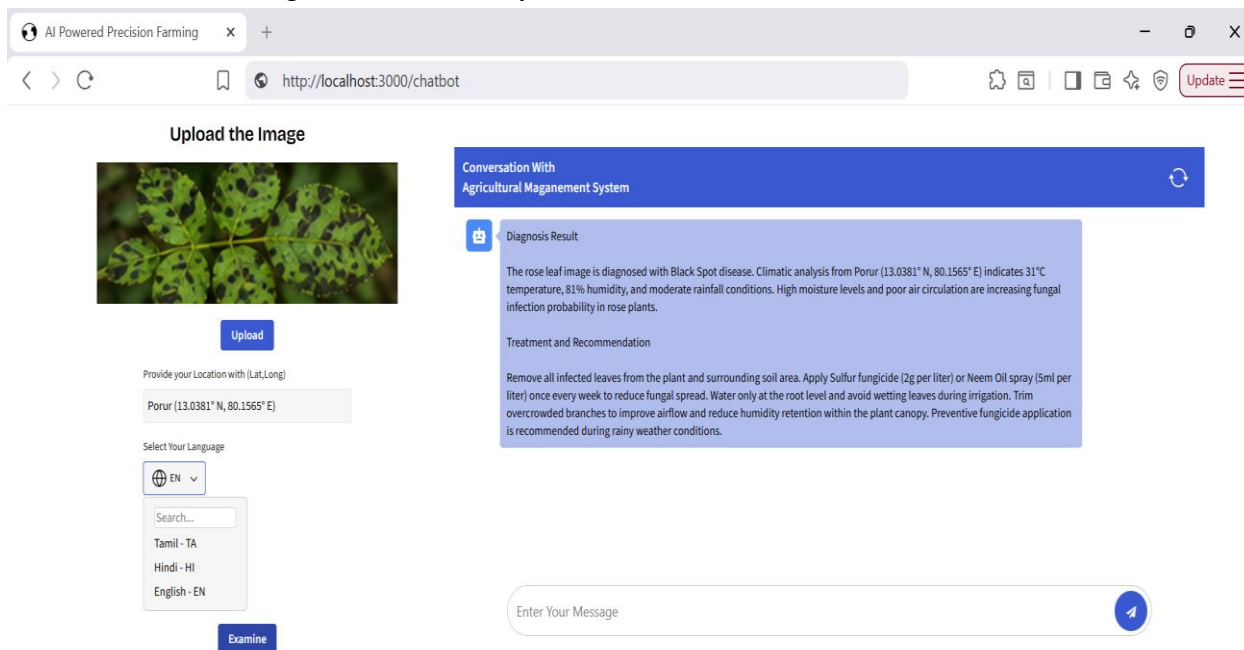 AI Powered Precision Farming
http://localhost:3000/chatbot
Update
Upload the Image
Upload
Provide your Location with (Lat,Long)
Porur (13.0381° N, 80.1565° E)
Select Your Language
EN
Search...
Tamil - TA
Hindi - HI
English - EN
Examine
Conversation With
Agricultural Maganement System
Diagnosis Result
The rose leaf image is diagnosed with Black Spot disease. Climatic analysis from Porur (13.0381° N, 80.1565° E) indicates 31°C
temperature, 81% humidity, and moderate rainfall conditions. High moisture levels and poor air circulation are increasing fungal
infection probability in rose plants.
Treatment and Recommendation
Remove all infected leaves from the plant and surrounding soil area. Apply Sulfur fungicide (2g per liter) or Neem Oil spray (5ml per
liter) once every week to reduce fungal spread. Water only at the root level and avoid wetting leaves during irrigation. Trim
overcrowded branches to improve airflow and reduce humidity retention within the plant canopy. Preventive fungicide application
is recommended during rainy weather conditions.
Enter Your Message